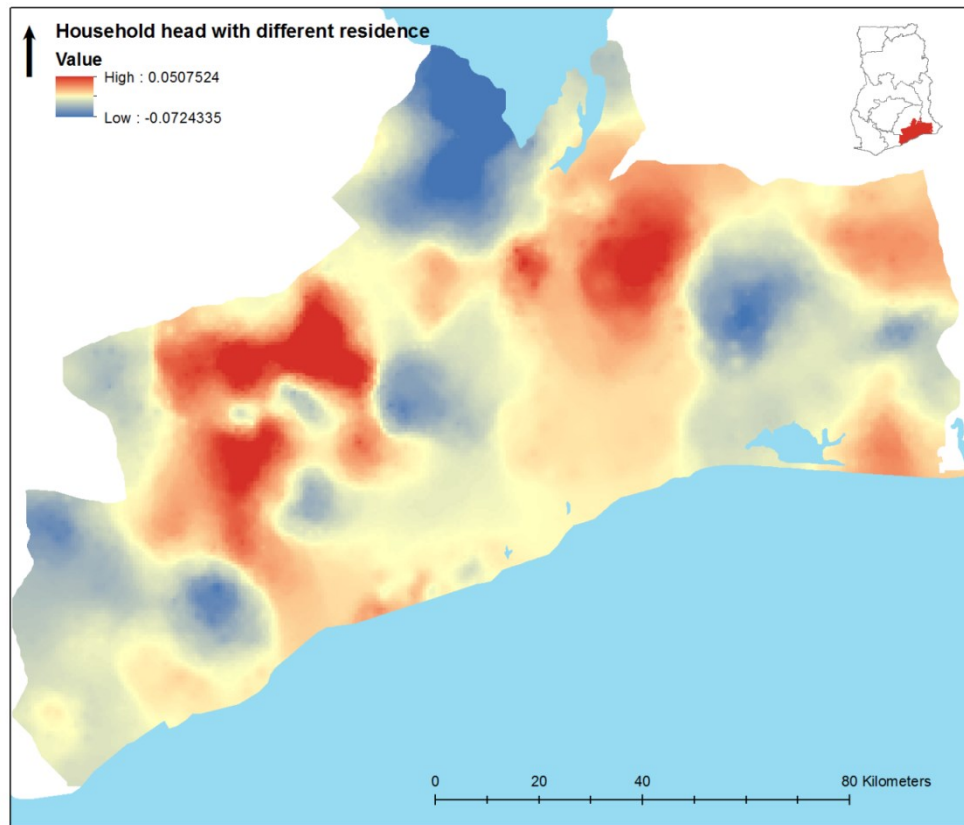 Household head with different residence
Value
High : 0.0507524
Low : -0.0724335
0 20 40 80 Kilometers